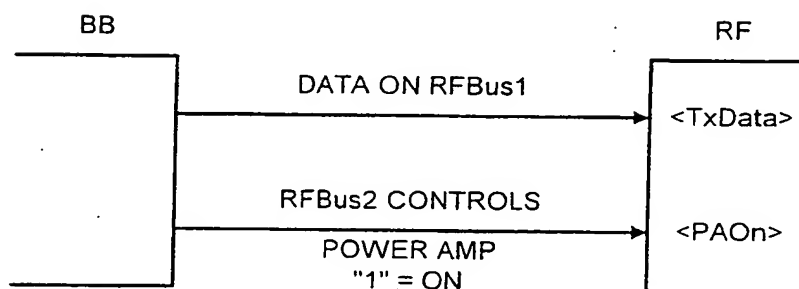 BB
RF
DATA ON RFBus1
<TxData>
RFBus2 CONTROLS
<PAOn>
POWER AMP
"1" = ON